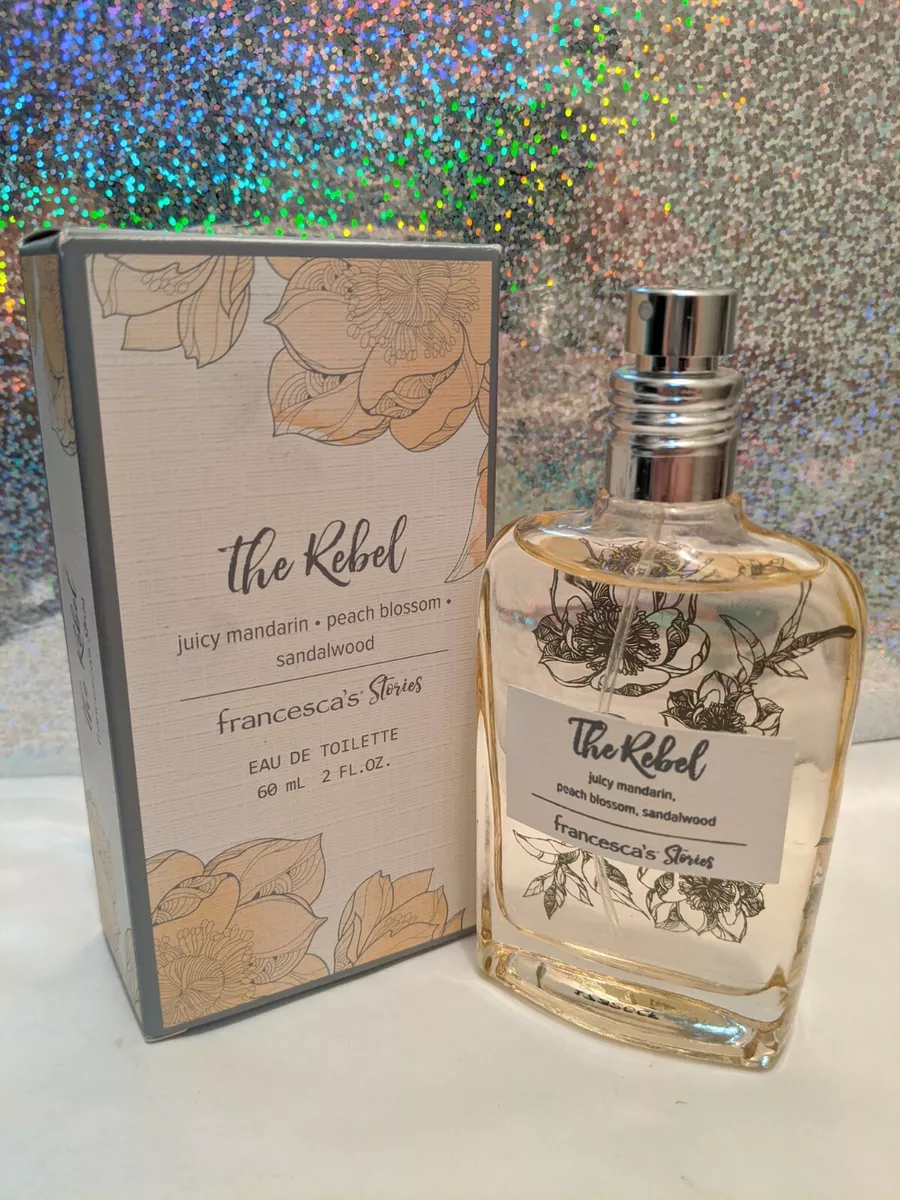 the Rebel
juicy mandarin • peach blossom •
sandalwood
francesca's® Stories
EAU DE TOILETTE
60 mL 2 FL.OZ.
The Rebel
juicy mandarin,
peach blossom, sandalwood
francesca's Stories